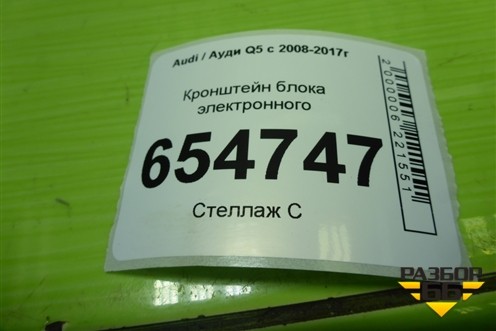 Audi / Ауди Q5 с 2008-2017г
Кронштейн блока
электронного
654747
Стеллаж С
2000006221551
РАЗБОР
66